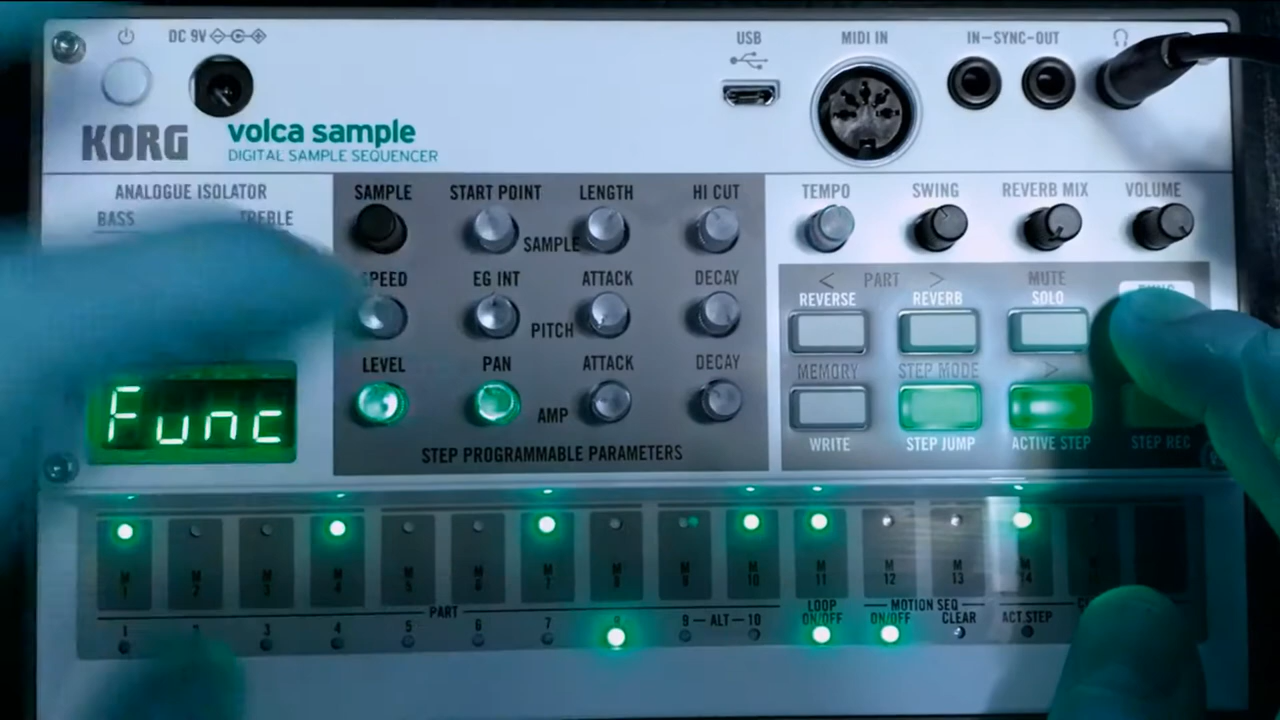 DC 9V
USB
MIDI IN
IN-SYNC-OUT
KORG
volca sample
DIGITAL SAMPLE SEQUENCER
ANALOGUE ISOLATOR
BASS
TREBLE
SAMPLE
START POINT
LENGTH
HI CUT
SAMPLE
TEMPO
SWING
REVERB MIX
VOLUME
SPEED
EG INT
ATTACK
DECAY
PITCH
< PART >
MUTE
REVERSE
REVERB
SOLO
FUNC
LEVEL
PAN
ATTACK
DECAY
AMP
MEMORY
STEP MODE
>
WRITE
STEP JUMP
ACTIVE STEP
STEP REC
Func
STEP PROGRAMMABLE PARAMETERS
M 1
M 2
M 3
M 4
M 5
M 6
M 7
M 8
M 9
M 10
M 11
M 12
M 13
M 14
PART
LOOP
MOTION SEQ
1
2
3
4
5
6
7
8
9 - ALT - 10
ON/OFF
ON/OFF
CLEAR
ACT STEP